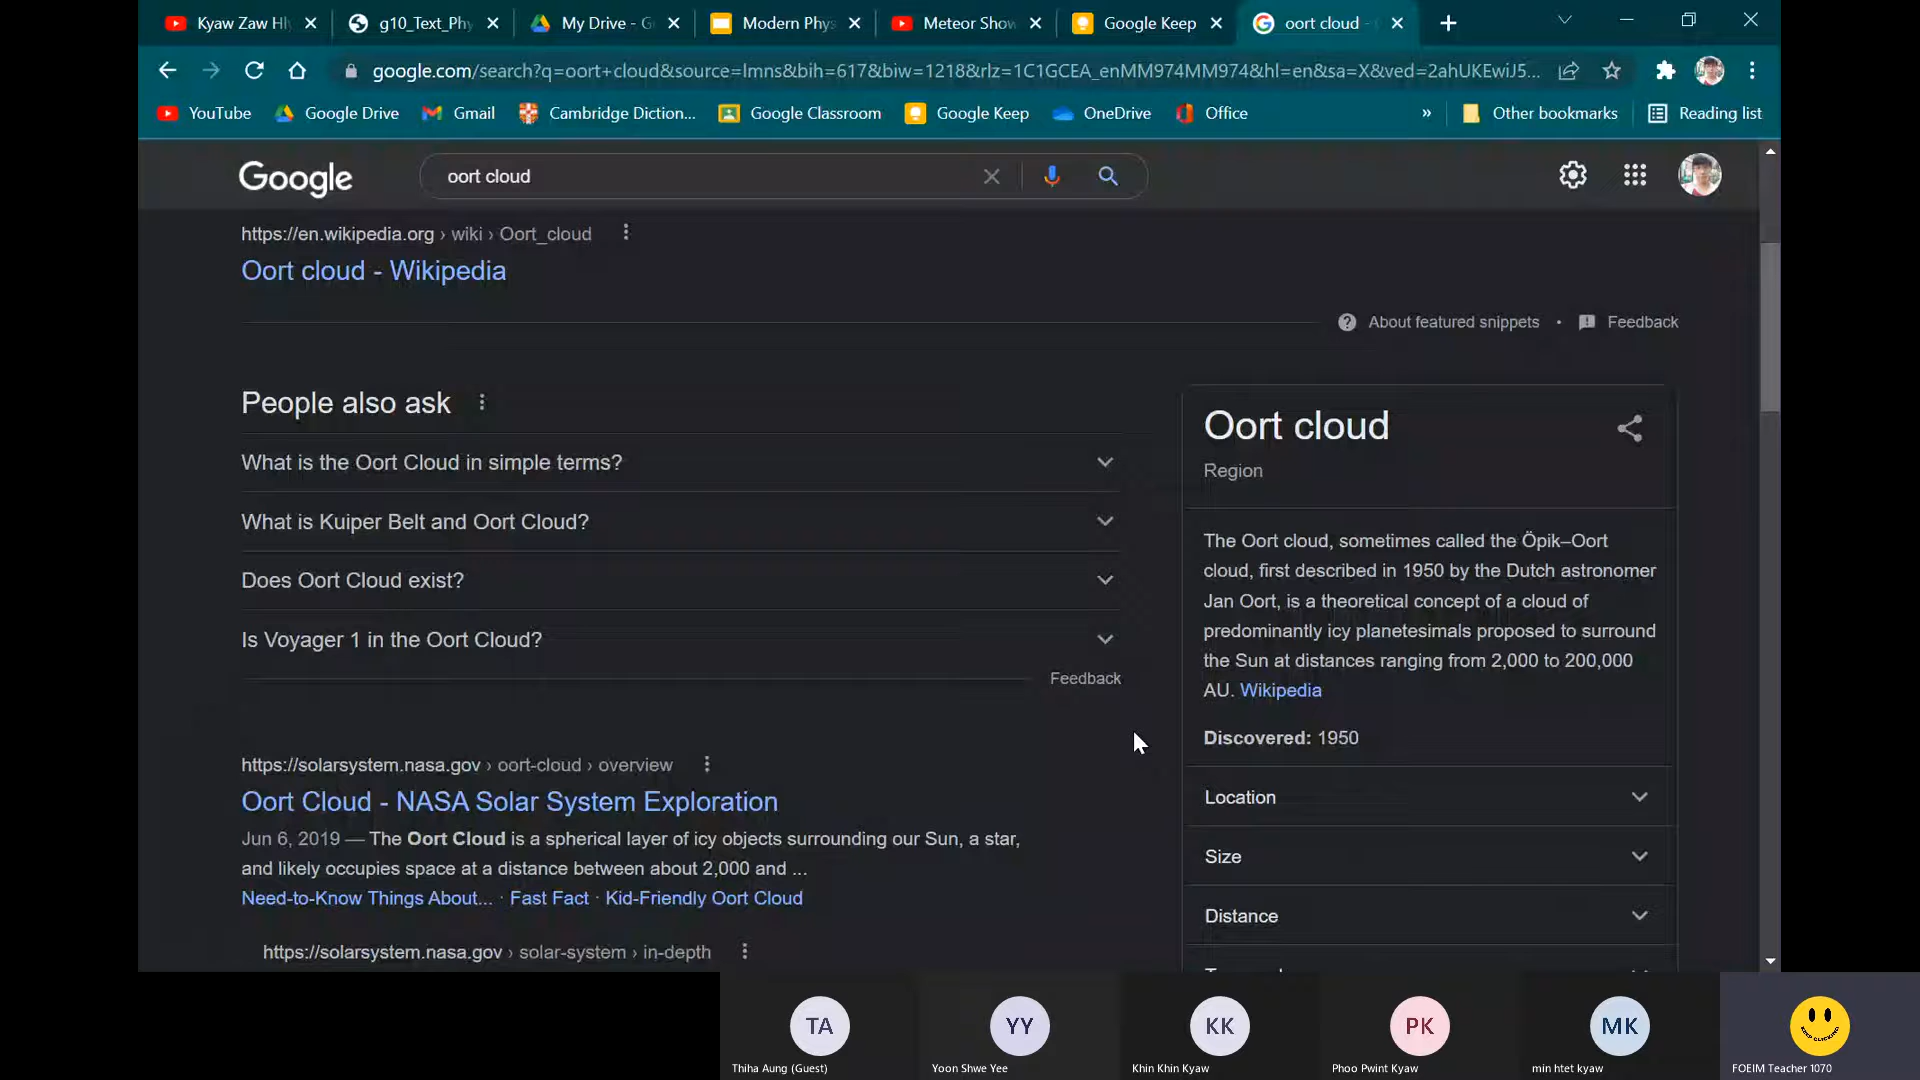 Kyaw Zaw Hl
g10_Text_Phy
My Drive - G
Modern Phys
Meteor Show
Google Keep
oort cloud -
google.com/search?q=oort+cloud&source=lmns&bih=617&biw=1218&rlz=1C1GCEA_enMM974MM974&hl=en&sa=X&ved=2ahUKEwiJ5...
YouTube
Google Drive
Gmail
Cambridge Diction...
Google Classroom
Google Keep
OneDrive
Office
»
Other bookmarks
Reading list
Google
oort cloud
https://en.wikipedia.org › wiki › Oort_cloud
Oort cloud - Wikipedia
About featured snippets • Feedback
People also ask
What is the Oort Cloud in simple terms?
What is Kuiper Belt and Oort Cloud?
Does Oort Cloud exist?
Is Voyager 1 in the Oort Cloud?
Feedback
https://solarsystem.nasa.gov › oort-cloud › overview
Oort Cloud - NASA Solar System Exploration
Jun 6, 2019 — The Oort Cloud is a spherical layer of icy objects surrounding our Sun, a star,
and likely occupies space at a distance between about 2,000 and ...
Need-to-Know Things About... · Fast Fact · Kid-Friendly Oort Cloud
https://solarsystem.nasa.gov › solar-system › in-depth
Oort cloud
Region
The Oort cloud, sometimes called the Öpik–Oort
cloud, first described in 1950 by the Dutch astronomer
Jan Oort, is a theoretical concept of a cloud of
predominantly icy planetesimals proposed to surround
the Sun at distances ranging from 2,000 to 200,000
AU. Wikipedia
Discovered: 1950
Location
Size
Distance
TA
YY
KK
PK
MK
KEEP CLICKING
Thiha Aung (Guest)
Yoon Shwe Yee
Khin Khin Kyaw
Phoo Pwint Kyaw
min htet kyaw
FOEIM Teacher 1070